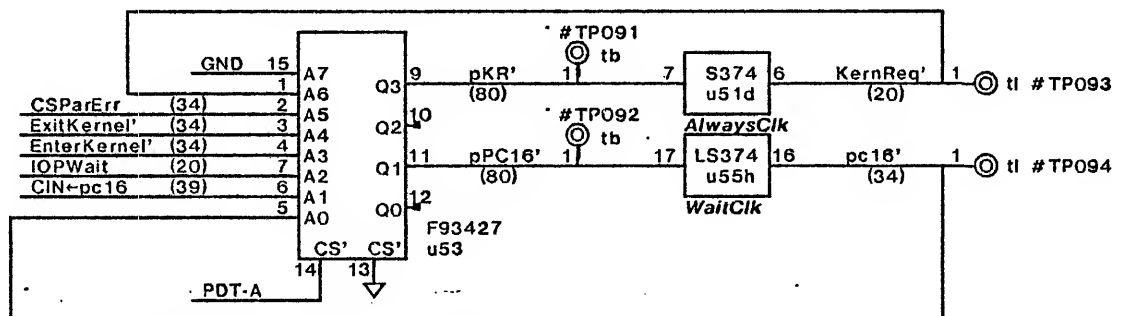 #TP091
tb
GND 15 A7
1 A6
CSParErr (34) 2 A5
ExitKernel' (34) 3 A4
EnterKernel' (34) 4 A3
IOPWait (20) 7 A2
CIN←pc16 (39) 6 A1
5 A0
Q3 9 pKR' 1 7 S374 6 KernReq' 1 tl #TP093
(80) u51d (20)
AlwaysClk
Q2 10
#TP092
tb
Q1 11 pPC16' 1 17 LS374 16 pc16' 1 tl #TP094
(80) u55h (34)
WaitClk
Q0 12
F93427
u53
CS' CS'
14 13
PDT-A